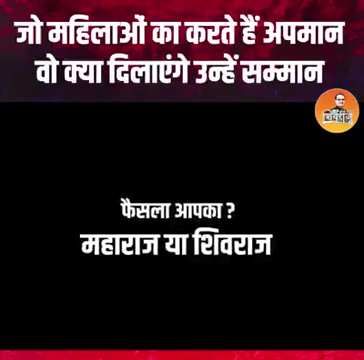 जो महिलाओं का करते हैं अपमान
वो क्या दिलाएंगे उन्हें सम्मान
फैसला आपका ?
महाराज या शिवराज